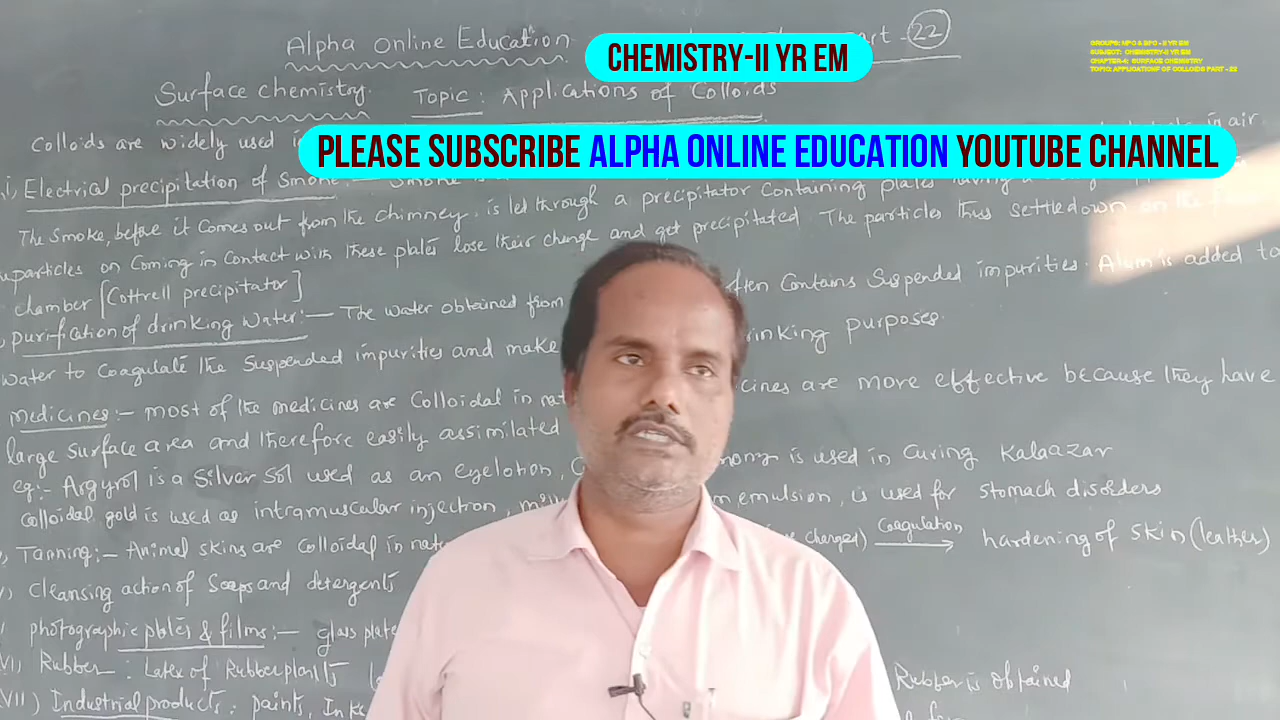 Alpha Online Education
art - 22
CHEMISTRY-II YR EM
GROUPS: MPC & BPC - II YR EM
SUBJECT: CHEMISTRY-II YR EM
CHAPTER-4: SURFACE CHEMISTRY
TOPIC: APPLICATIONF OF COLLOIDS PART - 22
Surface chemistry. Topic: Applications of Colloids
Colloids are widely used in air.
PLEASE SUBSCRIBE ALPHA ONLINE EDUCATION YOUTUBE CHANNEL
i, Electrical precipitation of Smoke:— Smoke is
The Smoke, before it comes out from the chimney, is led through a precipitator containing plates having a
particles on coming in contact with these plates lose their charge and get precipitated. The particles thus settle down on the
chamber [Cottrell precipitator]
purification of drinking water:— The water obtained from often contains suspended impurities. Alum is added to
water to coagulate the suspended impurities and make drinking purposes.
medicines:— most of the medicines are colloidal in nat cines are more effective because they have
large surface area and therefore easily assimilated
eg:- Argyrol is a Silver Sol used as an eyelotion, mony is used in curing Kalaazar
colloidal gold is used as intramuscular injection, emulsion, is used for stomach disorders
Tanning:— Animal skins are colloidal in nat charged) Coagulation hardening of skin (leather)
Cleansing action of Soaps and detergents
photographic plates & films:— glass plate
VI) Rubber : Latex of Rubber plants Rubber is obtained
VII) Industrial products: paints, Inks